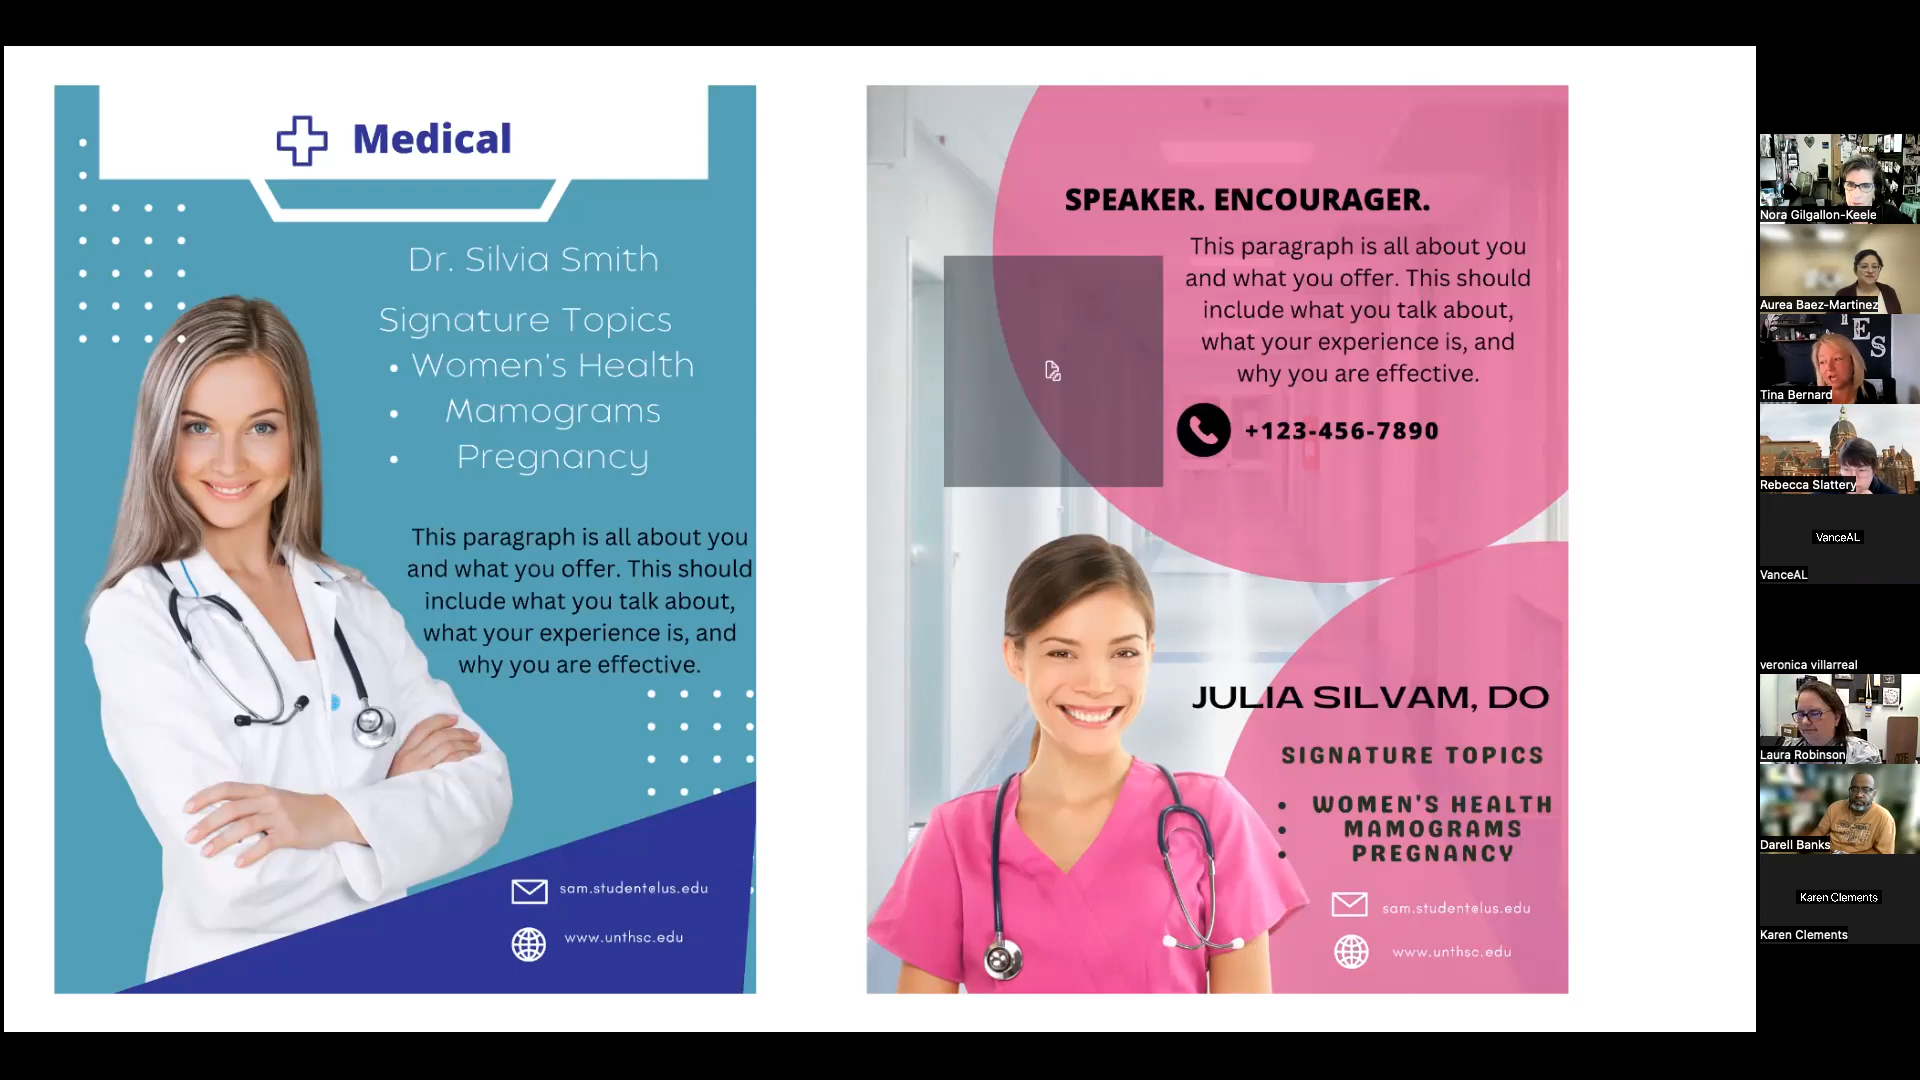 Medical
Dr. Silvia Smith
Signature Topics
• Women's Health
• Mamograms
• Pregnancy
This paragraph is all about you
and what you offer. This should
include what you talk about,
what your experience is, and
why you are effective.
sam.student@lus.edu
www.unthsc.edu
SPEAKER. ENCOURAGER.
This paragraph is all about you
and what you offer. This should
include what you talk about,
what your experience is, and
why you are effective.
+123-456-7890
JULIA SILVAM, DO
SIGNATURE TOPICS
• WOMEN'S HEALTH
• MAMOGRAMS
• PREGNANCY
sam.student@lus.edu
www.unthsc.edu
Nora Gilgallon-Keele
Aurea Baez-Martinez
E
S
Tina Bernard
Rebecca Slattery
VanceAL
VanceAL
veronica villarreal
Laura Robinson
Darell Banks
Karen Clements
Karen Clements